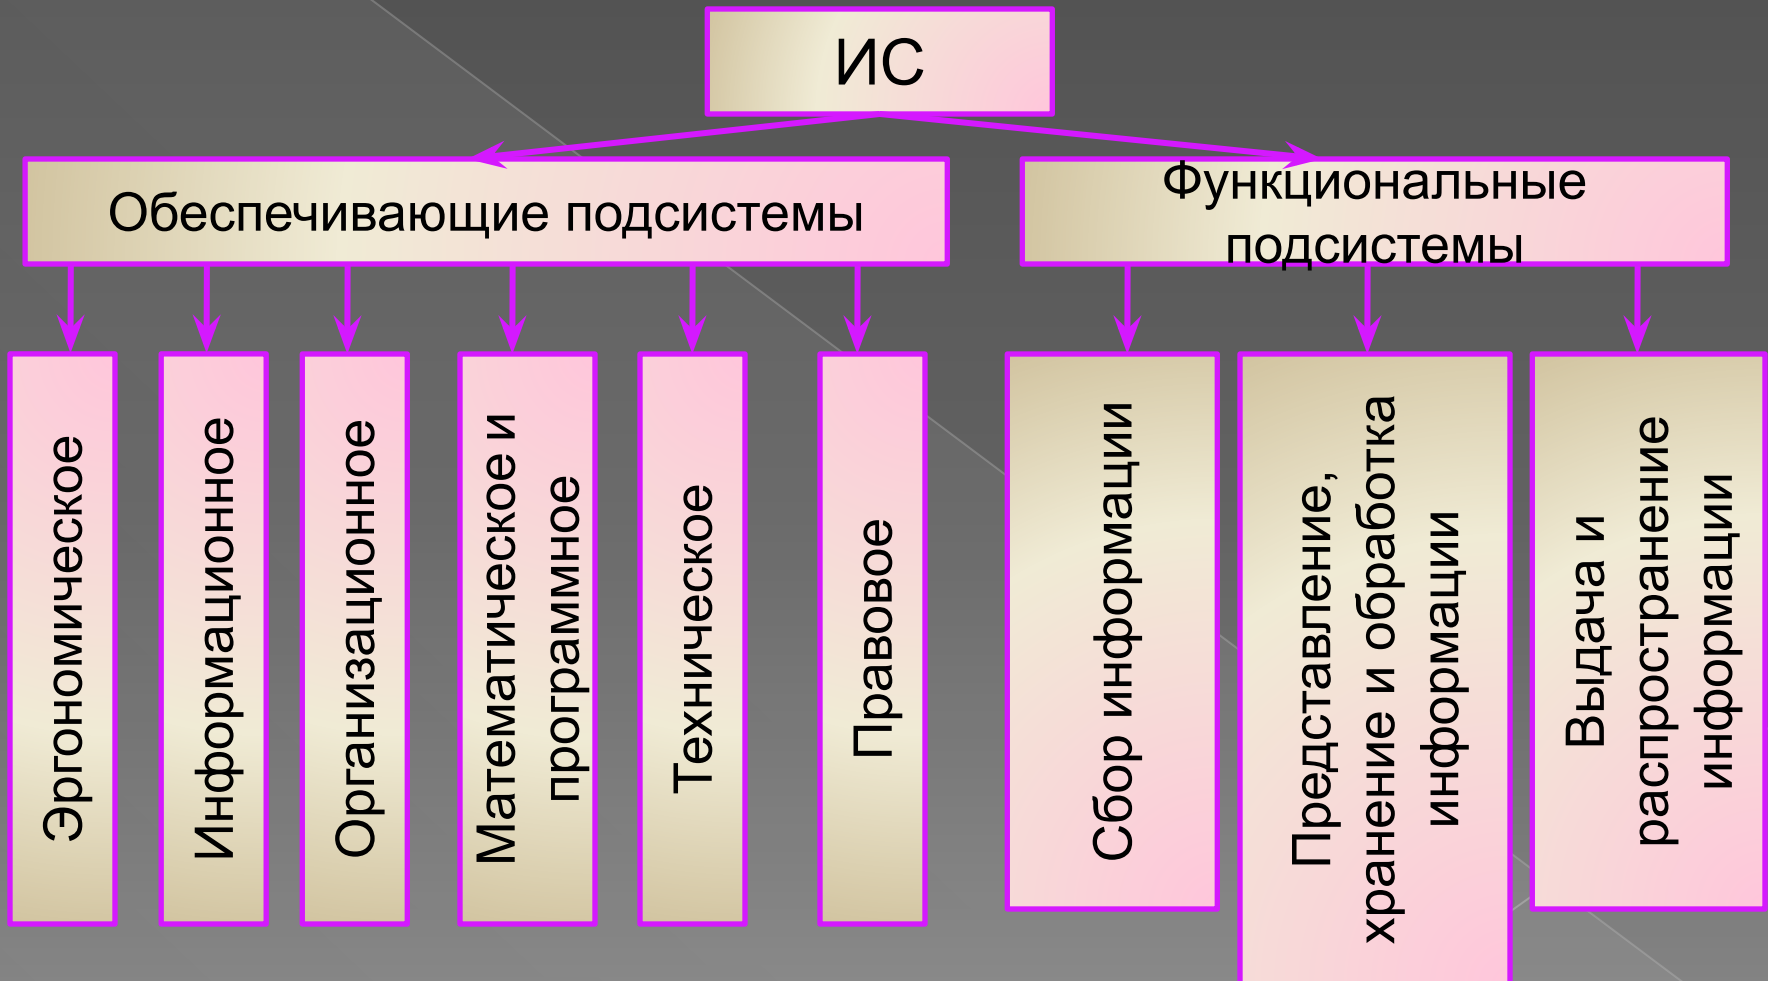 ИС
Обеспечивающие подсистемы
Функциональные
подсистемы
Эргономическое
Информационное
Организационное
Математическое и
программное
Техническое
Правовое
Сбор информации
Представление,
хранение и обработка
информации
Выдача и
распространение
информации